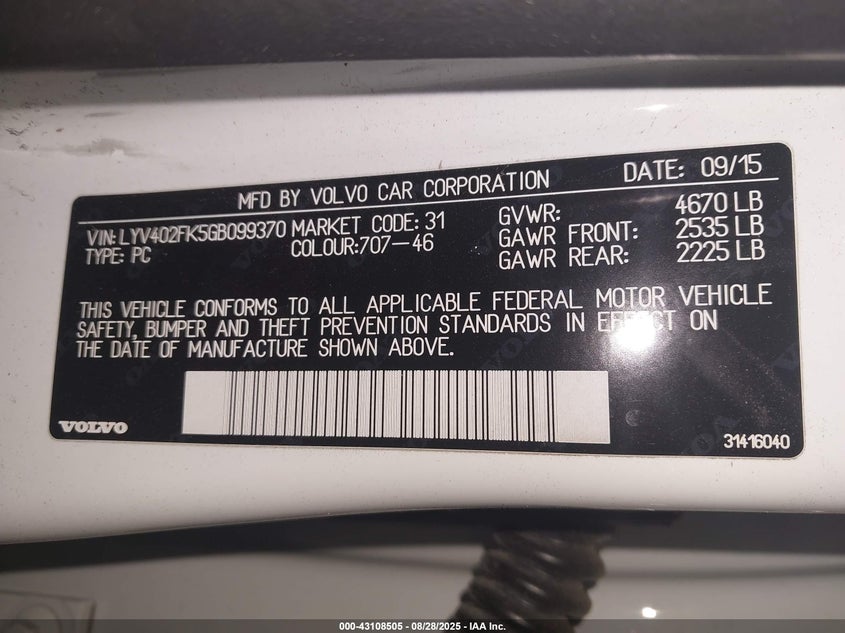 MFD BY VOLVO CAR CORPORATION
DATE: 09/15
VIN: LYV402FK5GB099370
TYPE: PC
MARKET CODE: 31
COLOUR:707-46
GVWR: 4670 LB
GAWR FRONT: 2535 LB
GAWR REAR: 2225 LB
THIS VEHICLE CONFORMS TO ALL APPLICABLE FEDERAL MOTOR VEHICLE
SAFETY, BUMPER AND THEFT PREVENTION STANDARDS IN EFFECT ON
THE DATE OF MANUFACTURE SHOWN ABOVE.
VOLVO
31416040
000-43108505 - 08/28/2025 - IAA Inc.